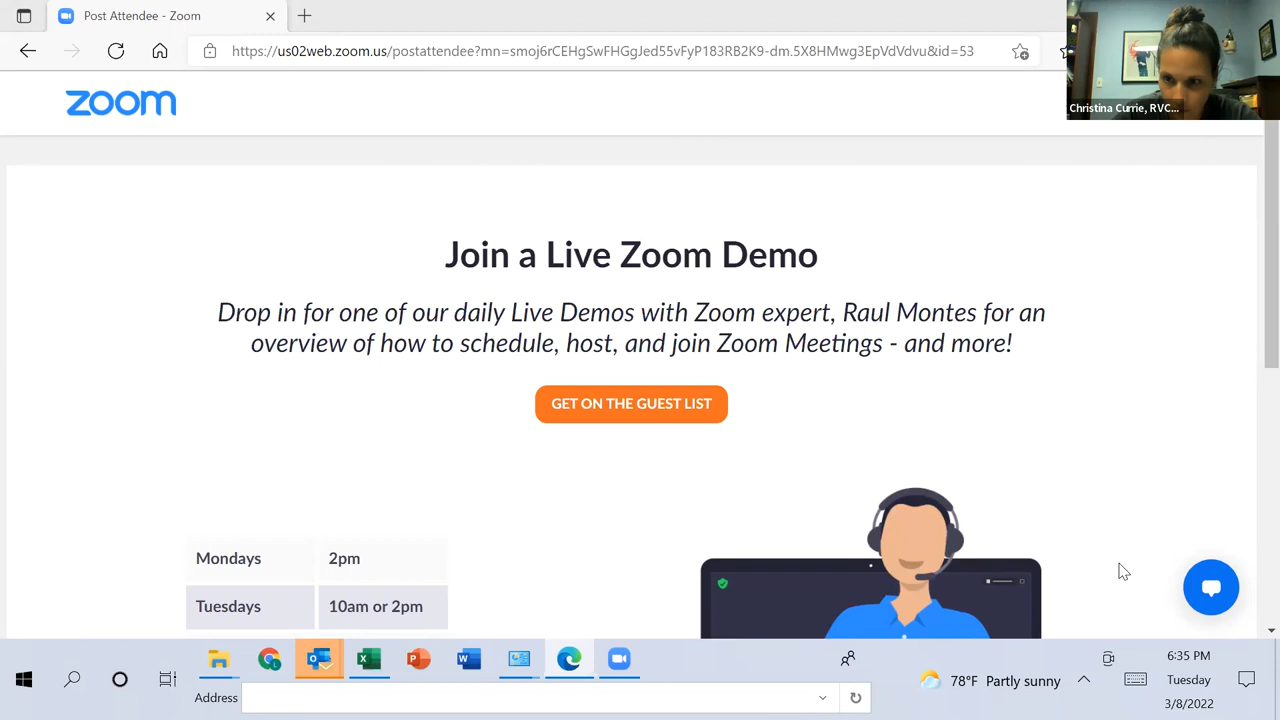 Post Attendee - Zoom
https://us02web.zoom.us/postattendee?mn=smoj6rCEHgSwFHGgJed55vFyP183RB2K9-dm.5X8HMwg3EpVdVdvu&id=53
Christina Currie, RVC...
zoom
Join a Live Zoom Demo
Drop in for one of our daily Live Demos with Zoom expert, Raul Montes for an
overview of how to schedule, host, and join Zoom Meetings - and more!
GET ON THE GUEST LIST
Mondays 2pm
Tuesdays 10am or 2pm
78°F Partly sunny
6:35 PM
Tuesday
3/8/2022
Address